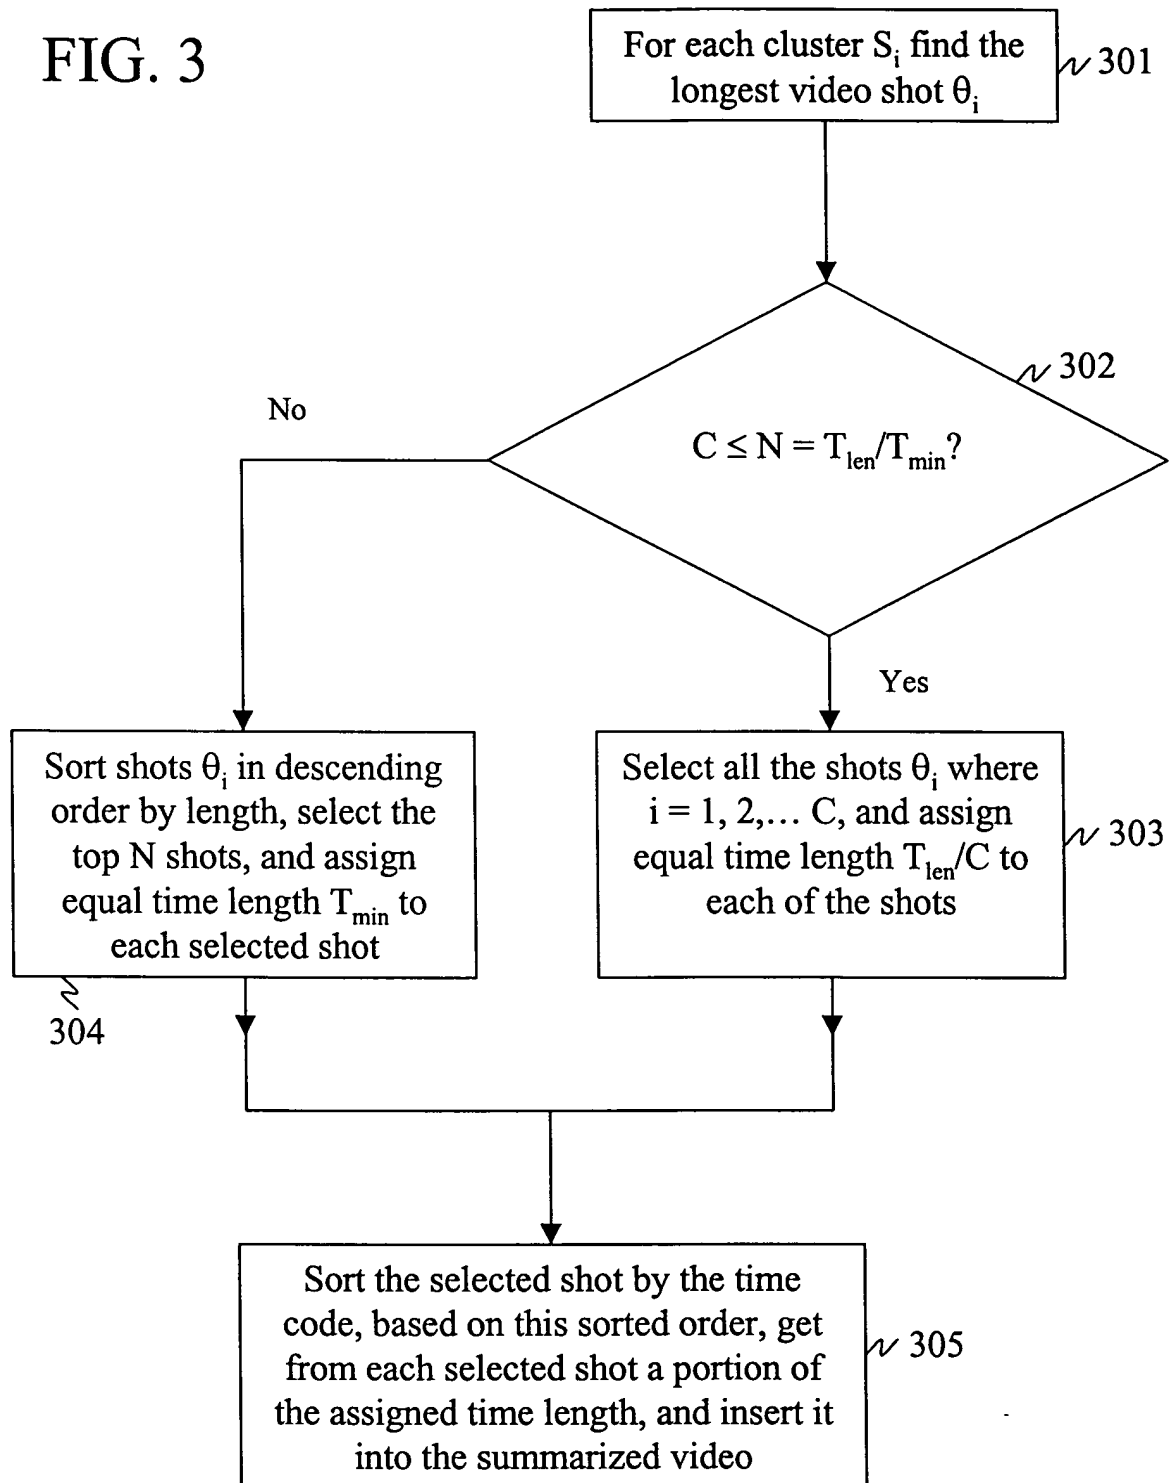 FIG. 3
For each cluster Sᵢ find the
longest video shot θᵢ
301
302
C ≤ N = T_len/T_min?
No
Yes
Sort shots θᵢ in descending
order by length, select the
top N shots, and assign
equal time length T_min to
each selected shot
304
Select all the shots θᵢ where
i = 1, 2,... C, and assign
equal time length T_len/C to
each of the shots
303
Sort the selected shot by the time
code, based on this sorted order, get
from each selected shot a portion of
the assigned time length, and insert it
into the summarized video
305